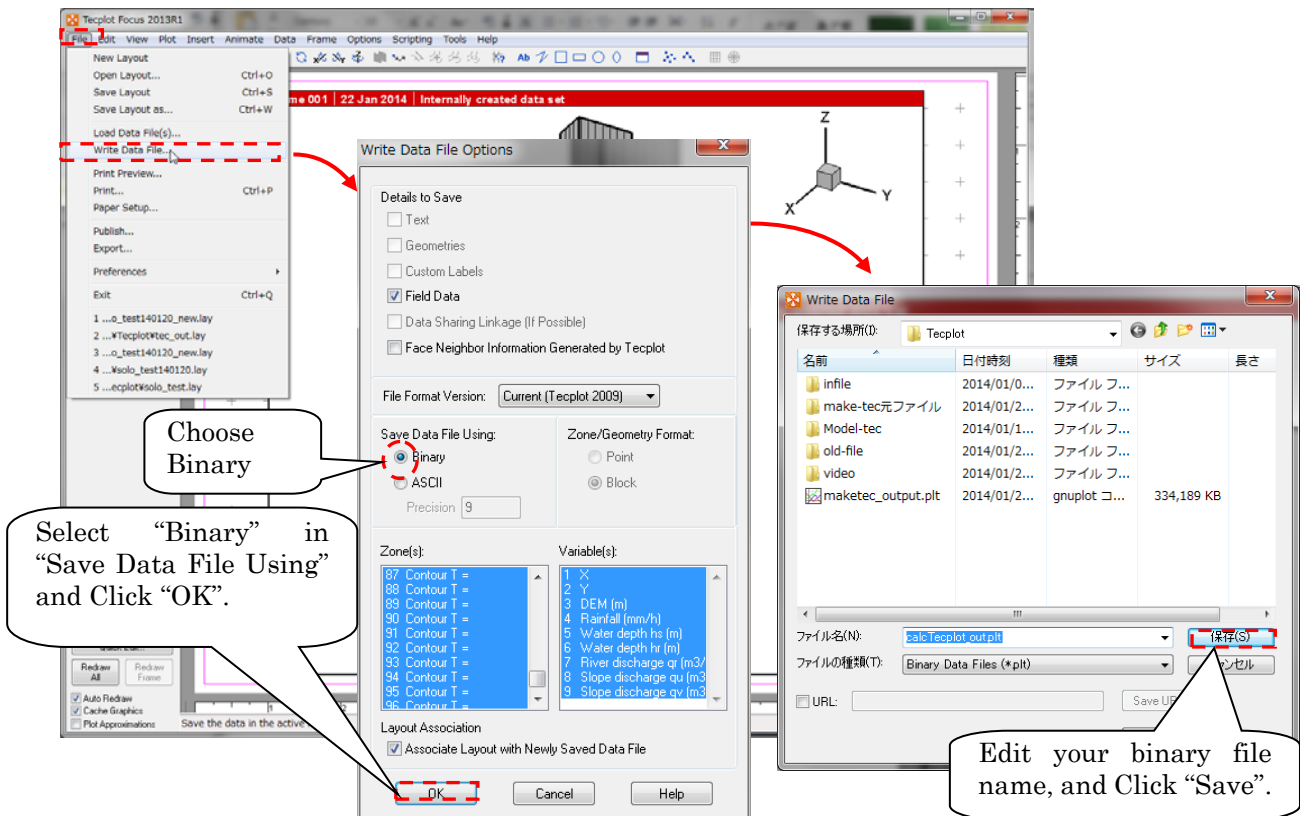 Tecplot Focus 2013R1
File Edit View Plot Insert Animate Data Frame Options Scripting Tools Help
New Layout
Open Layout... Ctrl+O
Save Layout Ctrl+S
Save Layout as... Ctrl+W
Load Data File(s)...
Write Data File...
Print Preview...
Print... Ctrl+P
Paper Setup...
Publish...
Export...
Preferences
Exit Ctrl+Q
1 ...o_test140120_new.lay
2 ...¥Tecplot¥tec_out.lay
3 ...o_test140120_new.lay
4 ...¥solo_test140120.lay
5 ...ecplot¥solo_test.lay
me 001 | 22 Jan 2014 | Internally created data set
Z
X
Y
Write Data File Options
Details to Save
Text
Geometries
Custom Labels
Field Data
Data Sharing Linkage (If Possible)
Face Neighbor Information Generated by Tecplot
File Format Version: Current (Tecplot 2009)
Save Data File Using:
Binary
ASCII
Precision 9
Zone/Geometry Format:
Point
Block
Zone(s):
87 Contour T =
88 Contour T =
89 Contour T =
90 Contour T =
91 Contour T =
92 Contour T =
93 Contour T =
94 Contour T =
95 Contour T =
96 Contour T =
Variable(s):
1 X
2 Y
3 DEM (m)
4 Rainfall (mm/h)
5 Water depth hs (m)
6 Water depth hr (m)
7 River discharge qr (m3/
8 Slope discharge qu (m3
9 Slope discharge qv (m3
Layout Association
Associate Layout with Newly Saved Data File
OK Cancel Help
Choose
Binary
Select "Binary" in
"Save Data File Using"
and Click "OK".
Redraw All
Redraw Frame
Auto Redraw
Cache Graphics
Plot Approximations
Save the data in the active
Write Data File
保存する場所(I): Tecplot
名前 日付時刻 種類 サイズ 長さ
infile 2014/01/0... ファイル フ...
make-tec元ファイル 2014/01/2... ファイル フ...
Model-tec 2014/01/1... ファイル フ...
old-file 2014/01/2... ファイル フ...
video 2014/01/2... ファイル フ...
maketec_output.plt 2014/01/2... gnuplot コ... 334,189 KB
ファイル名(N): calcTecplot_out.plt 保存(S)
ファイルの種類(T): Binary Data Files (*.plt)
URL:
Edit your binary file
name, and Click "Save".